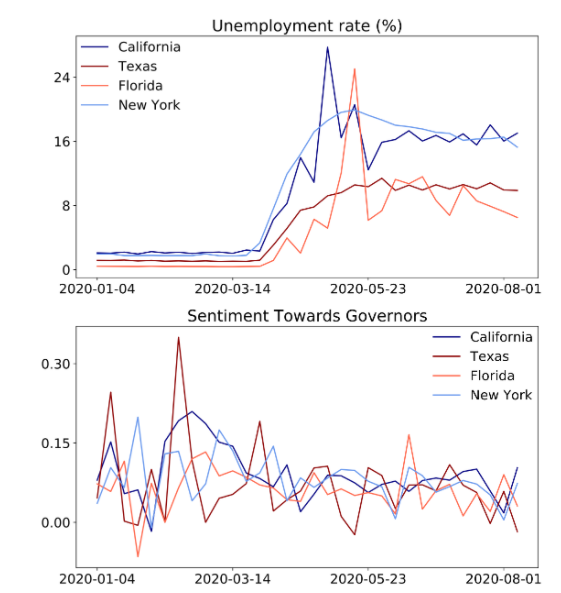 Unemployment rate (%)
California
Texas
Florida
New York
24
16
8
0
2020-01-04 2020-03-14 2020-05-23 2020-08-01
Sentiment Towards Governors
California
Texas
Florida
New York
0.30
0.15
0.00
2020-01-04 2020-03-14 2020-05-23 2020-08-01